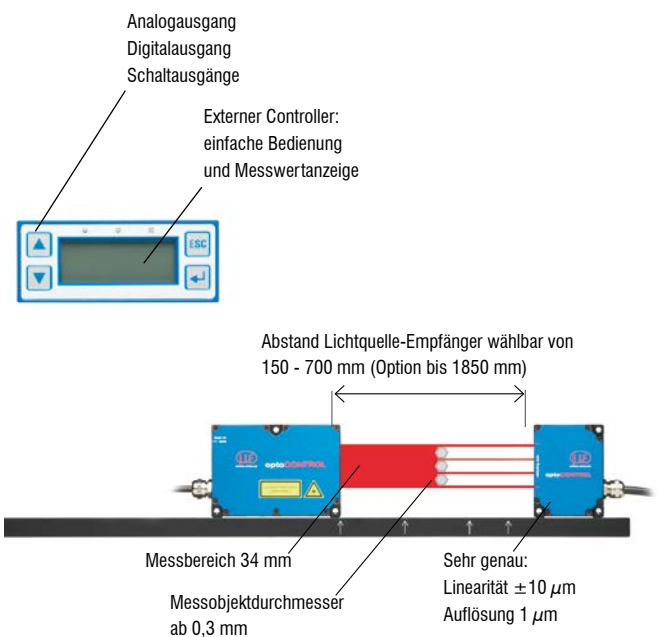 Analogausgang
Digitalausgang
Schaltausgänge
Externer Controller:
einfache Bedienung
und Messwertanzeige
ESC
Abstand Lichtquelle-Empfänger wählbar von
150 - 700 mm (Option bis 1850 mm)
optoCONTROL
optoCONTROL
Messbereich 34 mm
Messobjektdurchmesser
ab 0,3 mm
Sehr genau:
Linearität ±10 µm
Auflösung 1 µm